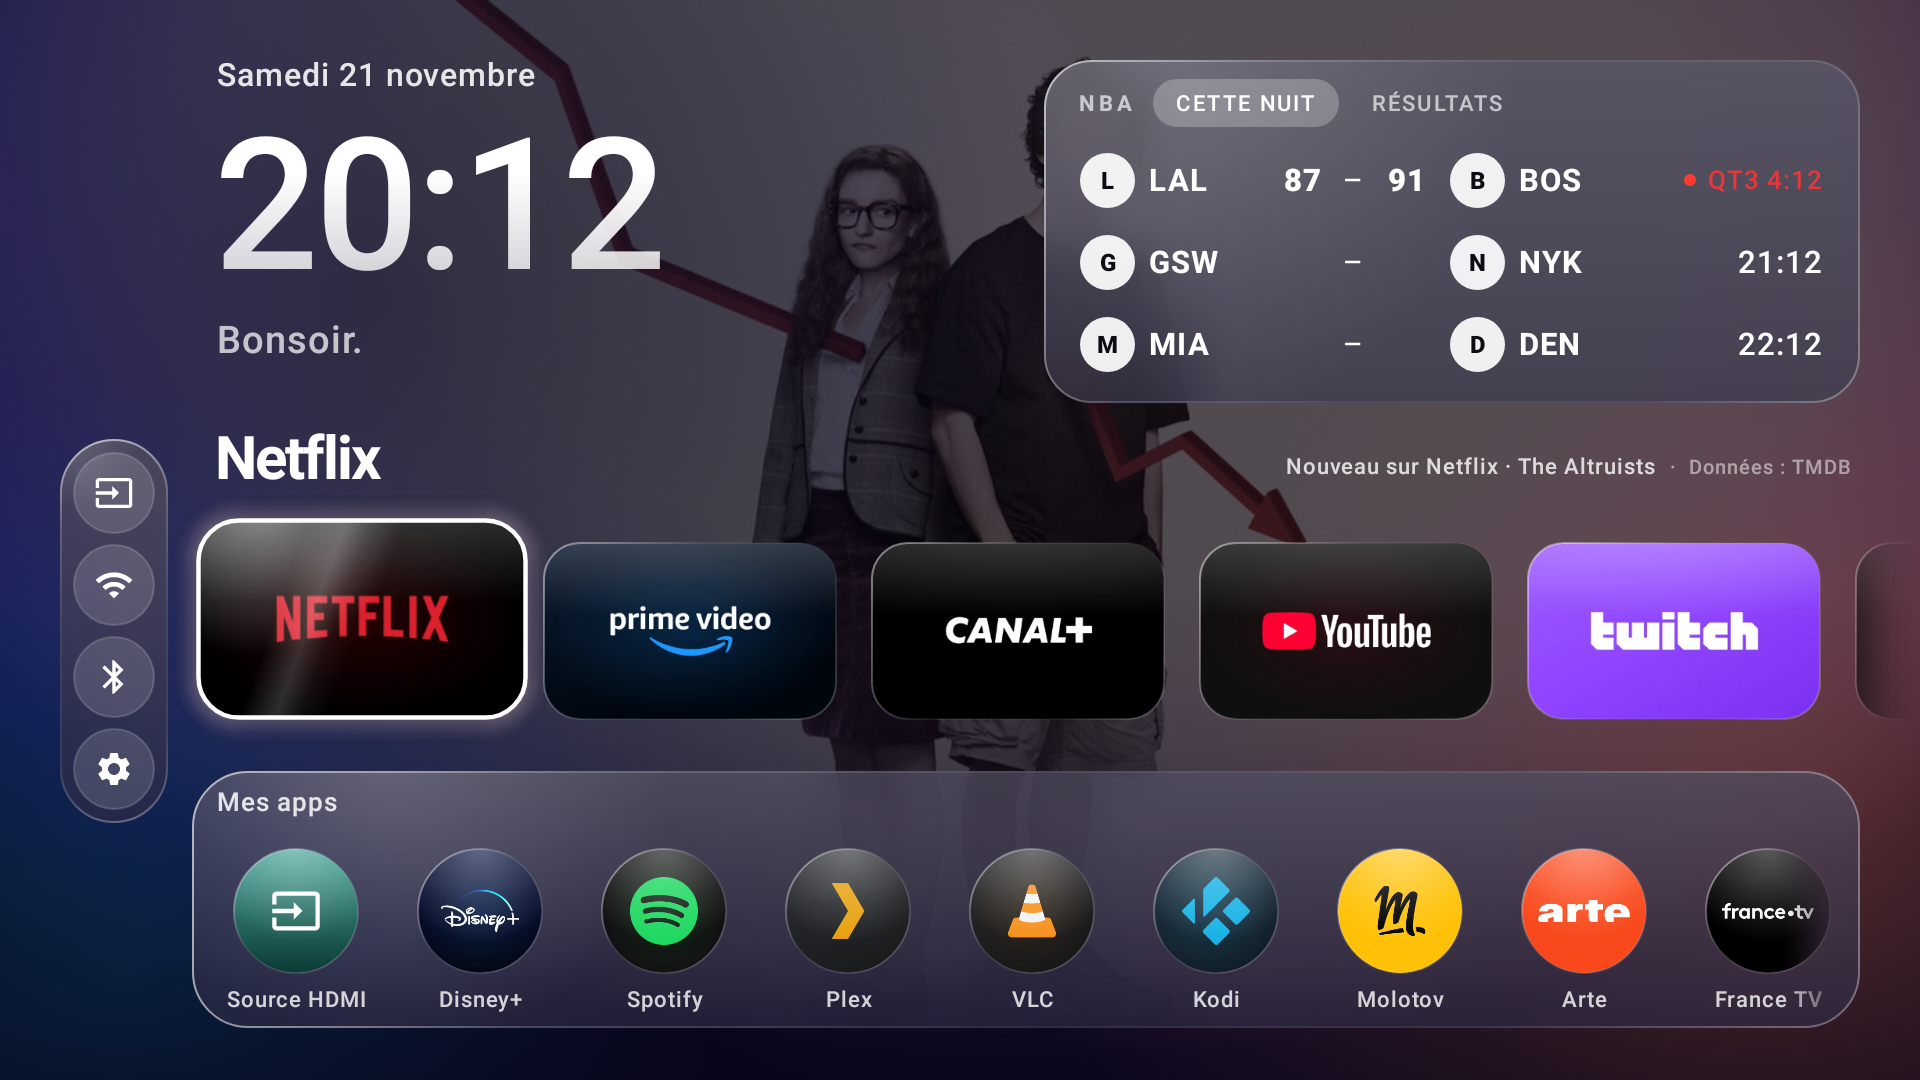 Samedi 21 novembre
20:12
Bonsoir.
NBA CETTE NUIT RÉSULTATS
L LAL 87 – 91 B BOS QT3 4:12
G GSW – N NYK 21:12
M MIA – D DEN 22:12
Netflix
Nouveau sur Netflix · The Altruists · Données : TMDB
NETFLIX
prime video
CANAL+
YouTube
twitch
Mes apps
Disney+
m.
arte
france•tv
Source HDMI
Disney+
Spotify
Plex
VLC
Kodi
Molotov
Arte
France TV